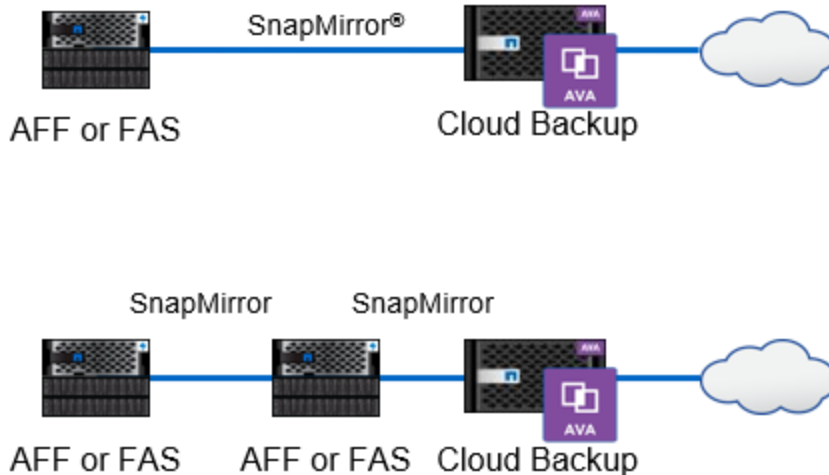 SnapMirror®
AVA
AVA
AFF or FAS
Cloud Backup
SnapMirror SnapMirror
AVA
AVA
AFF or FAS AFF or FAS Cloud Backup